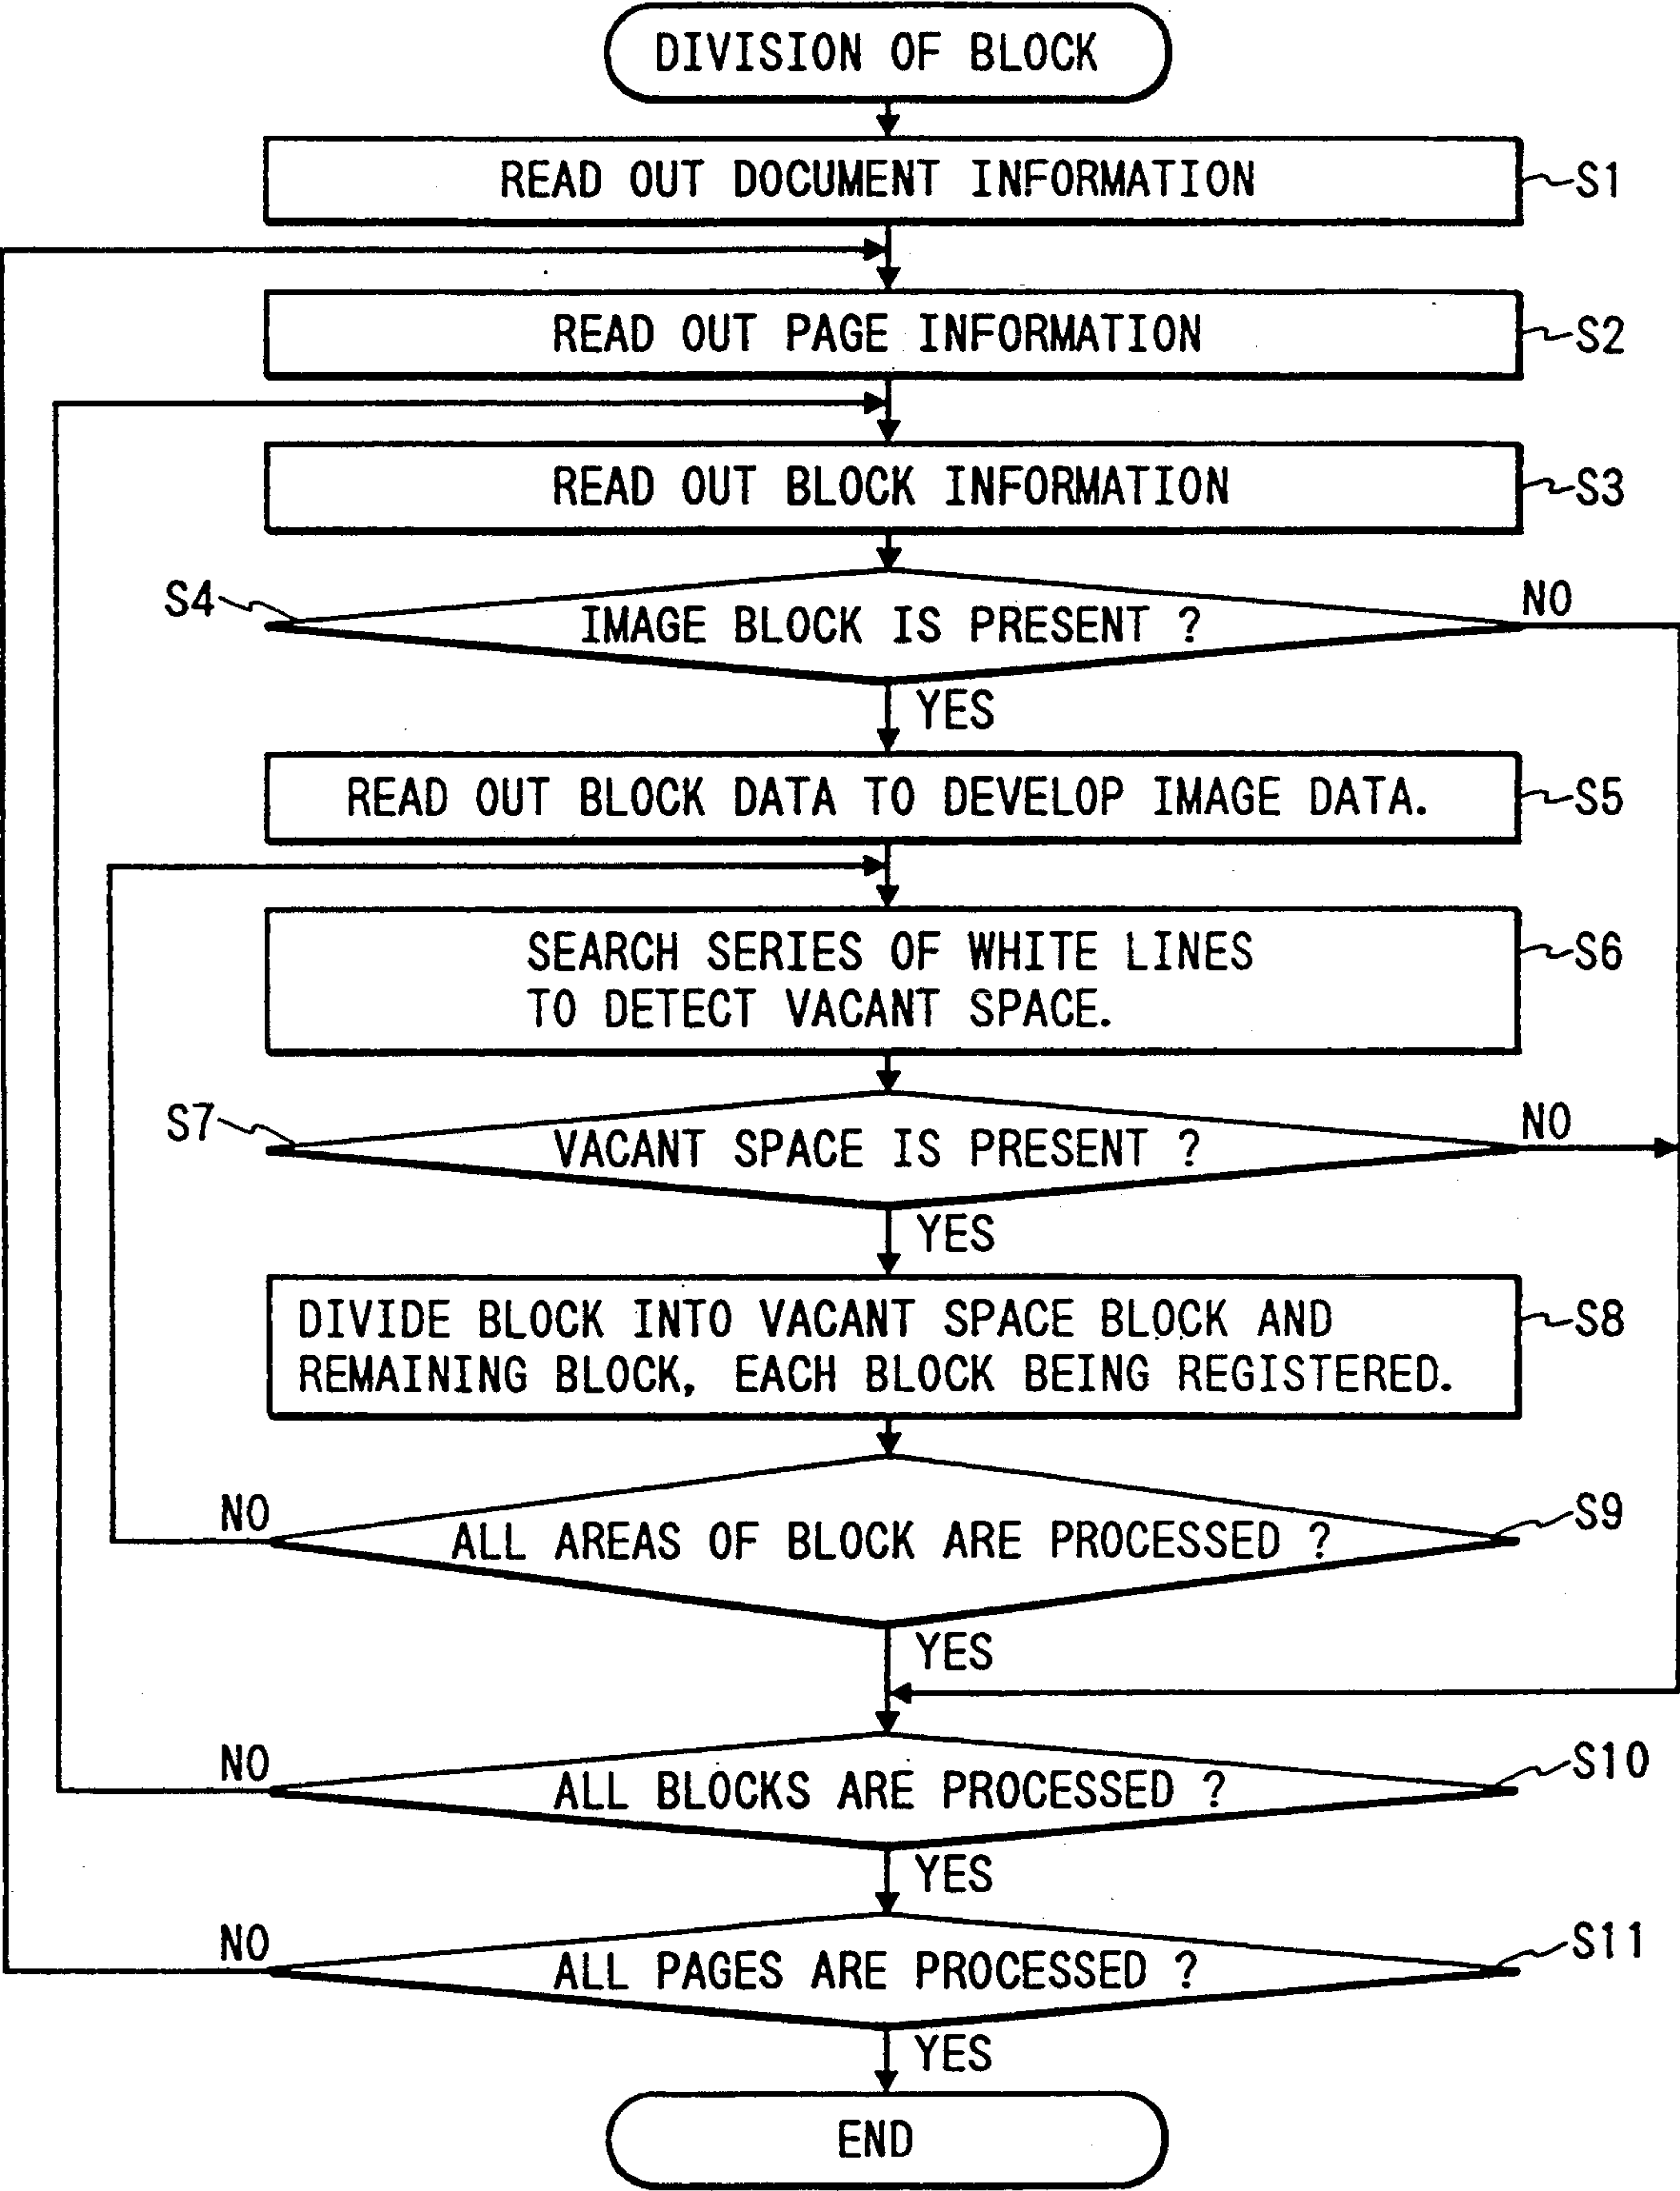 DIVISION OF BLOCK
READ OUT DOCUMENT INFORMATION
S1
READ OUT PAGE INFORMATION
S2
READ OUT BLOCK INFORMATION
S3
S4
IMAGE BLOCK IS PRESENT ?
NO
YES
READ OUT BLOCK DATA TO DEVELOP IMAGE DATA.
S5
SEARCH SERIES OF WHITE LINES
TO DETECT VACANT SPACE.
S6
S7
VACANT SPACE IS PRESENT ?
NO
YES
DIVIDE BLOCK INTO VACANT SPACE BLOCK AND
REMAINING BLOCK, EACH BLOCK BEING REGISTERED.
S8
NO
ALL AREAS OF BLOCK ARE PROCESSED ?
S9
YES
NO
ALL BLOCKS ARE PROCESSED ?
S10
YES
NO
ALL PAGES ARE PROCESSED ?
S11
YES
END